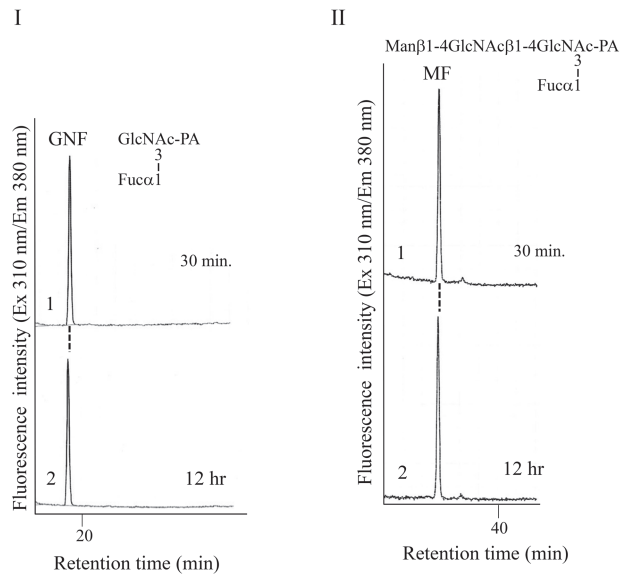 I
Fluorescence intensity (Ex 310 nm/Em 380 nm)
GNF
GlcNAc-PA
3
Fucα1
30 min.
1
12 hr
2
20
Retention time (min)
II
Fluorescence intensity (Ex 310 nm/Em 380 nm)
Manβ1-4GlcNAcβ1-4GlcNAc-PA
3
Fucα1
MF
1
30 min.
2
12 hr
40
Retention time (min)